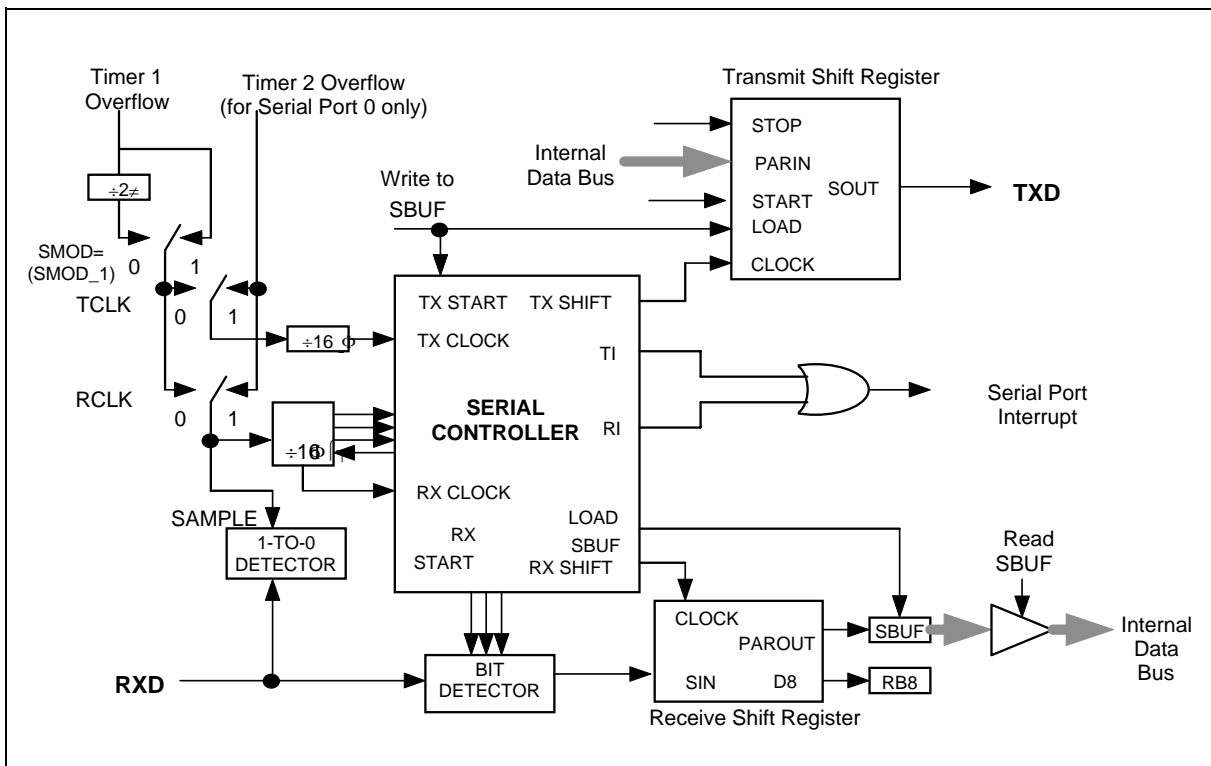 Timer 1
Overflow
Timer 2 Overflow
(for Serial Port 0 only)
÷2≠
SMOD=
(SMOD_1)
0
1
TCLK
0
1
RCLK
0
1
÷16
÷16
SAMPLE
1-TO-0
DETECTOR
RXD
Write to
SBUF
TX START
TX SHIFT
TX CLOCK
TI
SERIAL
CONTROLLER
RI
RX CLOCK
LOAD
SBUF
RX
START
RX SHIFT
BIT
DETECTOR
Transmit Shift Register
Internal
Data Bus
STOP
PARIN
SOUT
START
LOAD
CLOCK
TXD
Serial Port
Interrupt
CLOCK
PAROUT
SIN
D8
Receive Shift Register
SBUF
RB8
Read
SBUF
Internal
Data
Bus